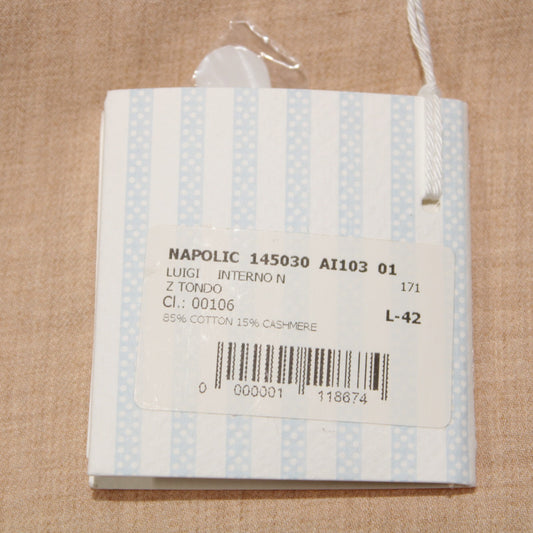 NAPOLIC 145030 AI103 01
LUIGI INTERNO N 171
Z TONDO
Cl.: 00106 L-42
85% COTTON 15% CASHMERE
0 000001 118674